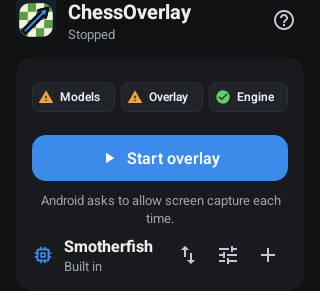 ChessOverlay
Stopped
Models Overlay Engine
Start overlay
Android asks to allow screen capture each
time.
Smotherfish
Built in